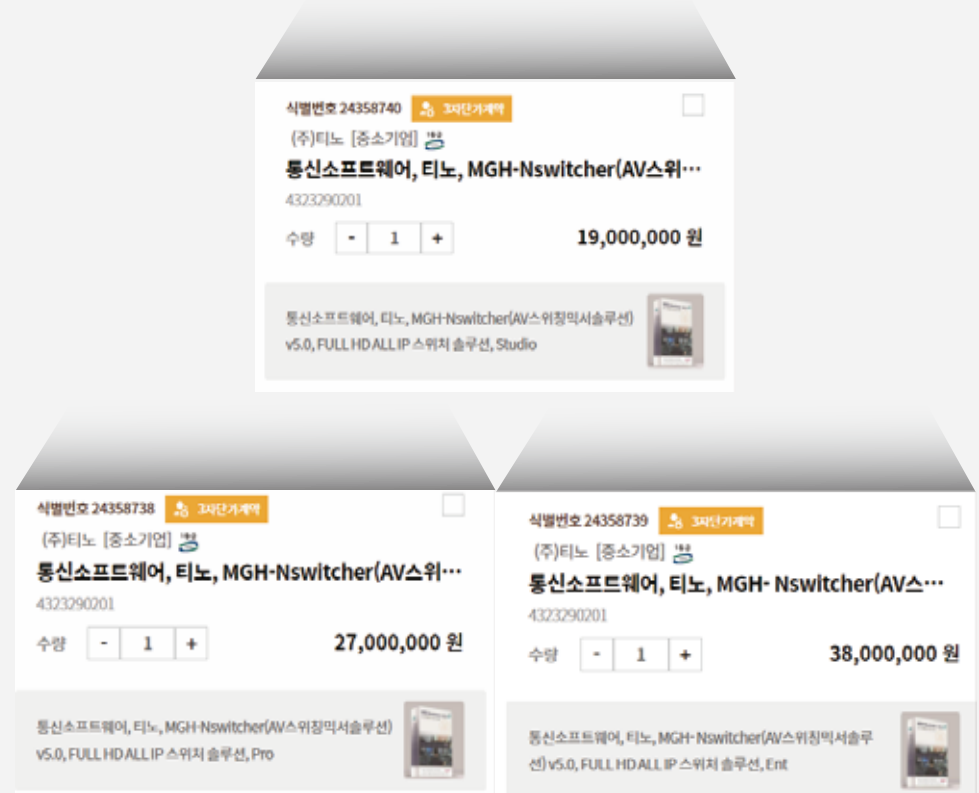 식별번호 24358740 3자단가계약
(주)티노 [중소기업]
통신소프트웨어, 티노, MGH-Nswitcher(AV스위···
4323290201
수량 - 1 + 19,000,000 원
통신소프트웨어, 티노, MGH-Nswitcher(AV스위칭믹서솔루션)
v5.0, FULL HD ALL IP 스위치 솔루션, Studio
식별번호 24358738 3자단가계약
(주)티노 [중소기업]
통신소프트웨어, 티노, MGH-Nswitcher(AV스위···
4323290201
수량 - 1 + 27,000,000 원
통신소프트웨어, 티노, MGH-Nswitcher(AV스위칭믹서솔루션)
v5.0, FULL HD ALL IP 스위치 솔루션, Pro
식별번호 24358739 3자단가계약
(주)티노 [중소기업]
통신소프트웨어, 티노, MGH- Nswitcher(AV스···
4323290201
수량 - 1 + 38,000,000 원
통신소프트웨어, 티노, MGH- Nswitcher(AV스위칭믹서솔루
션) v5.0, FULL HD ALL IP 스위치 솔루션, Ent